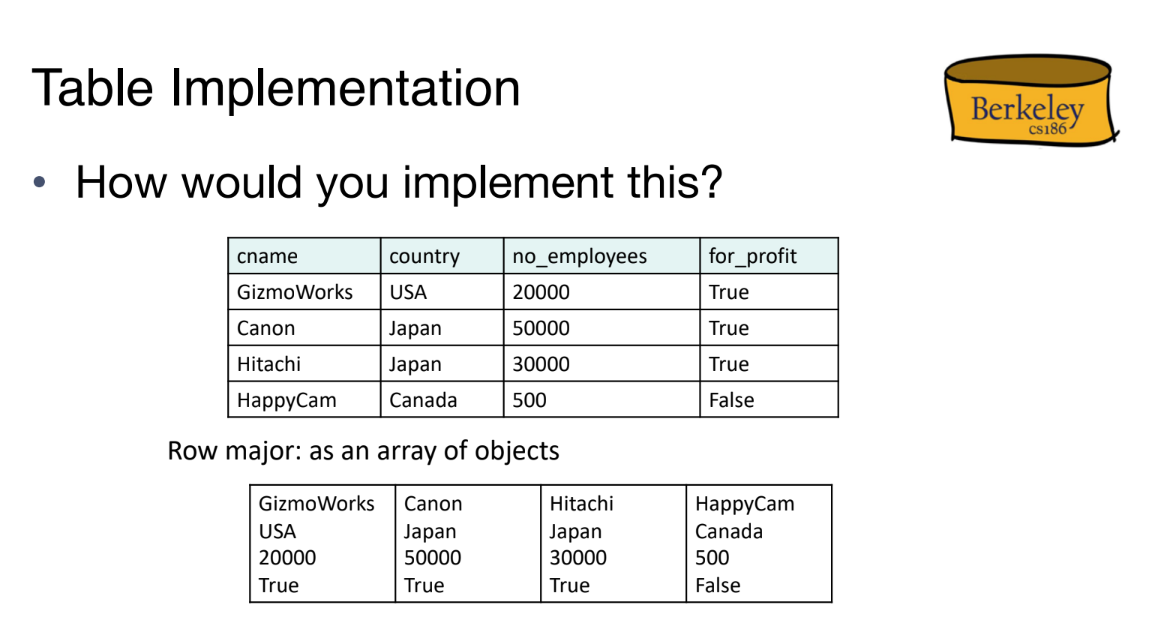 Table Implementation
Berkeley
cs186
• How would you implement this?
cname country no_employees for_profit
GizmoWorks USA 20000 True
Canon Japan 50000 True
Hitachi Japan 30000 True
HappyCam Canada 500 False
Row major: as an array of objects
GizmoWorks Canon Hitachi HappyCam
USA Japan Japan Canada
20000 50000 30000 500
True True True False